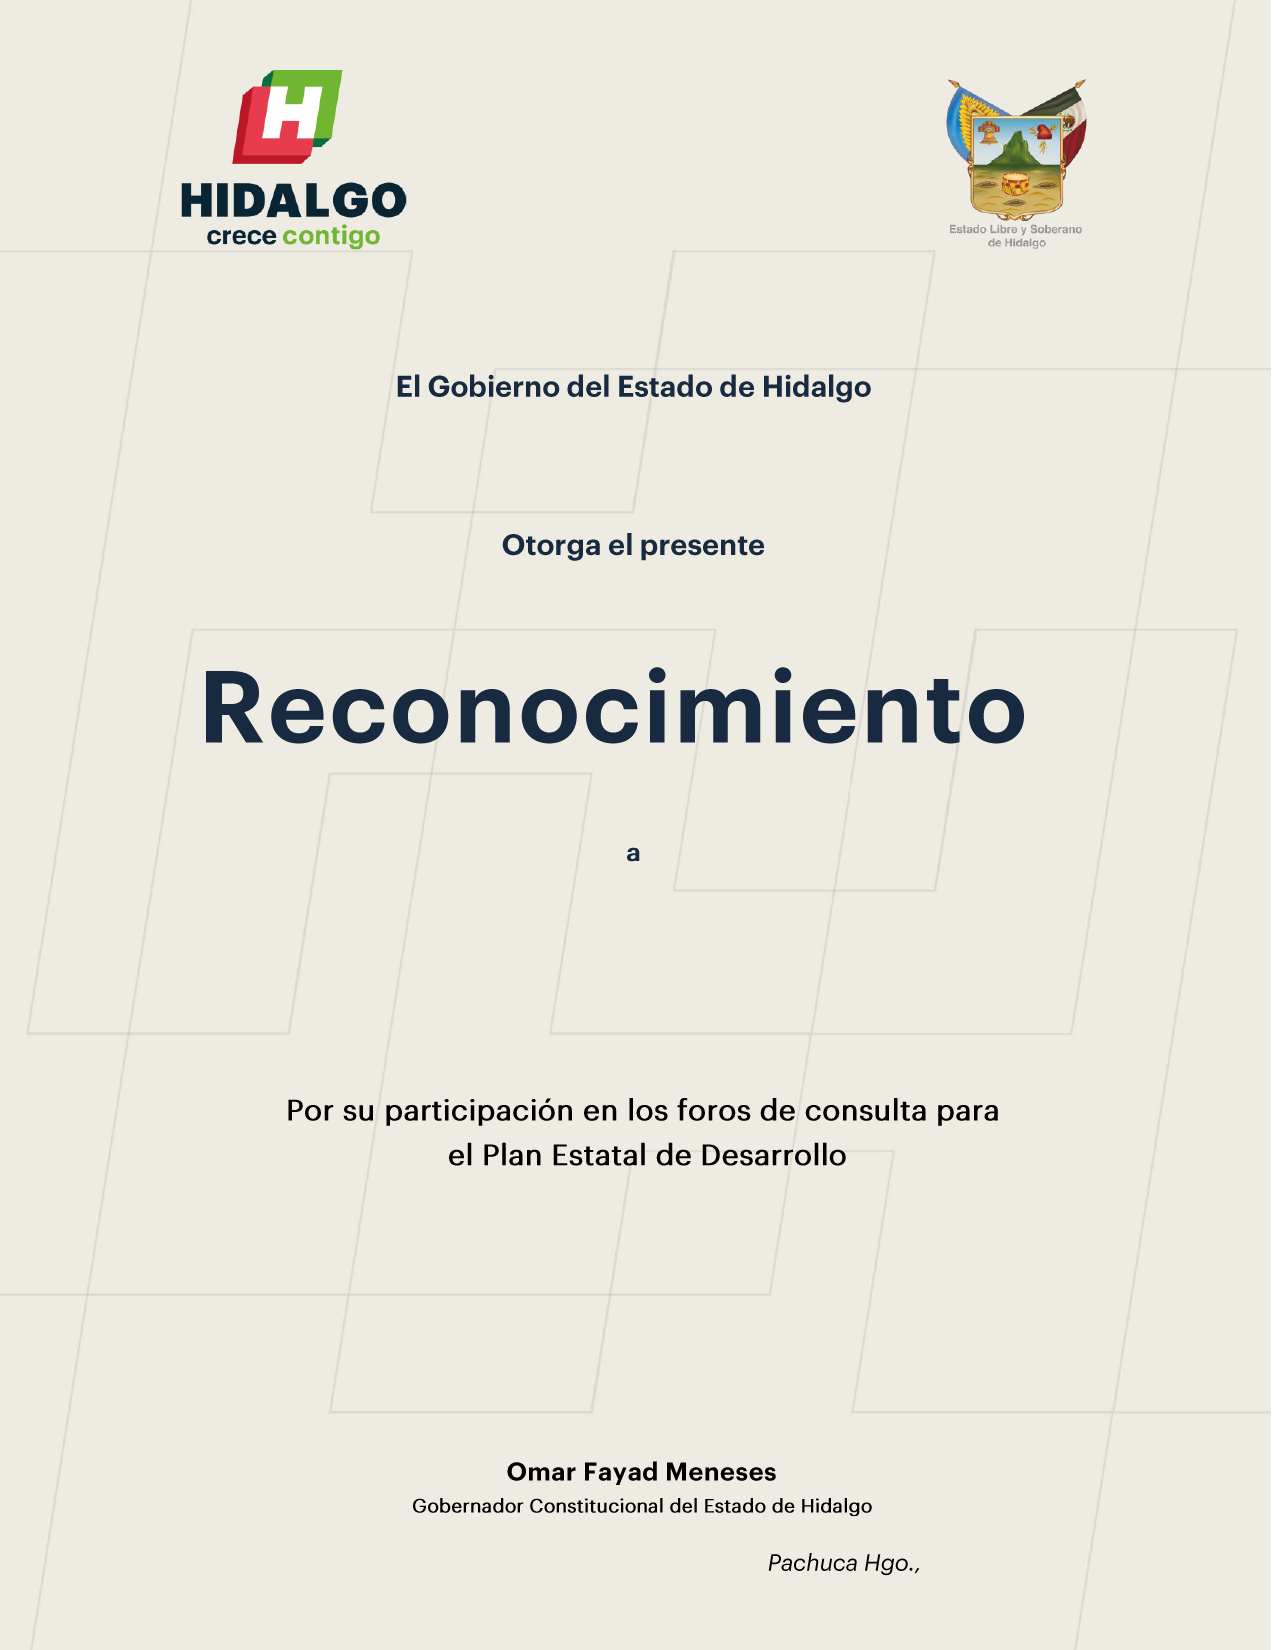 H
HIDALGO
crece contigo
Estado Libre y Soberano
de Hidalgo
El Gobierno del Estado de Hidalgo
Otorga el presente
Reconocimiento
a
Por su participación en los foros de consulta para
el Plan Estatal de Desarrollo
Omar Fayad Meneses
Gobernador Constitucional del Estado de Hidalgo
Pachuca Hgo.,